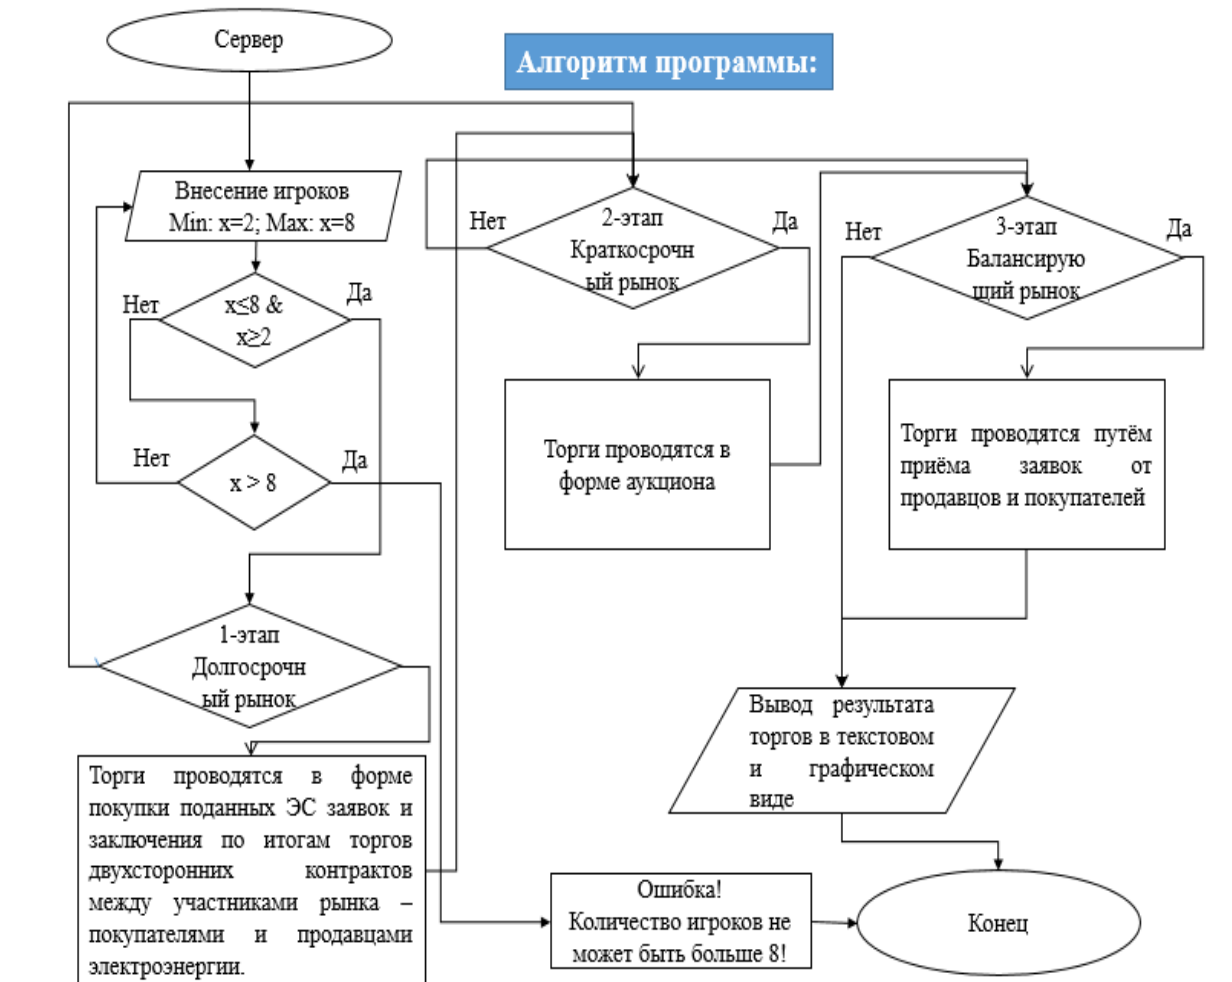 Сервер
Алгоритм программы:
Внесение игроков
Min: x=2; Max: x=8
Нет
Да
x≤8 &
x≥2
Нет
Да
x > 8
1-этап
Долгосрочн
ый рынок
Торги проводятся в форме
покупки поданных ЭС заявок и
заключения по итогам торгов
двухсторонних контрактов
между участниками рынка –
покупателями и продавцами
электроэнергии.
Нет
Да
2-этап
Краткосрочн
ый рынок
Торги проводятся в
форме аукциона
Нет
Да
3-этап
Балансирую
щий рынок
Торги проводятся путём
приёма заявок от
продавцов и покупателей
Вывод результата
торгов в текстовом
и графическом
виде
Ошибка!
Количество игроков не
может быть больше 8!
Конец